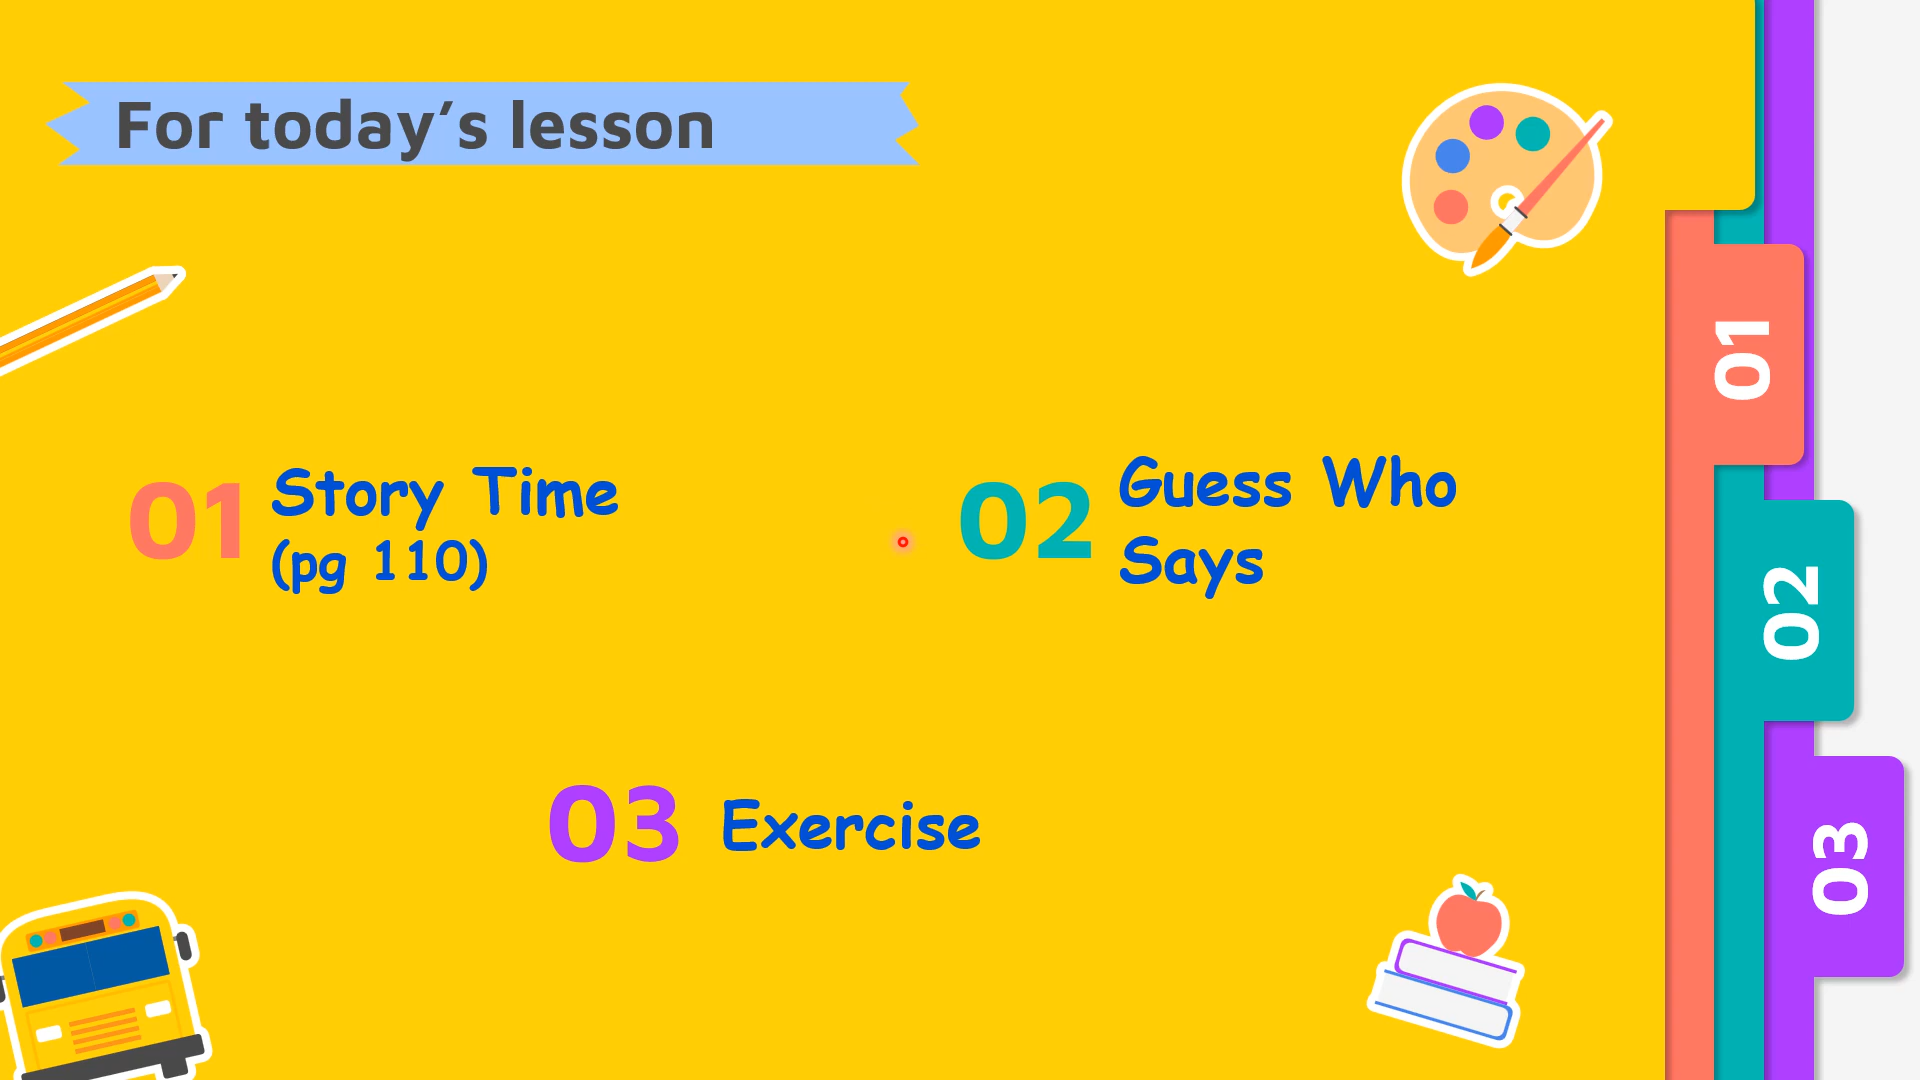 For today’s lesson
01
Story Time
(pg 110)
02
Guess Who
Says
03
Exercise
01
02
03